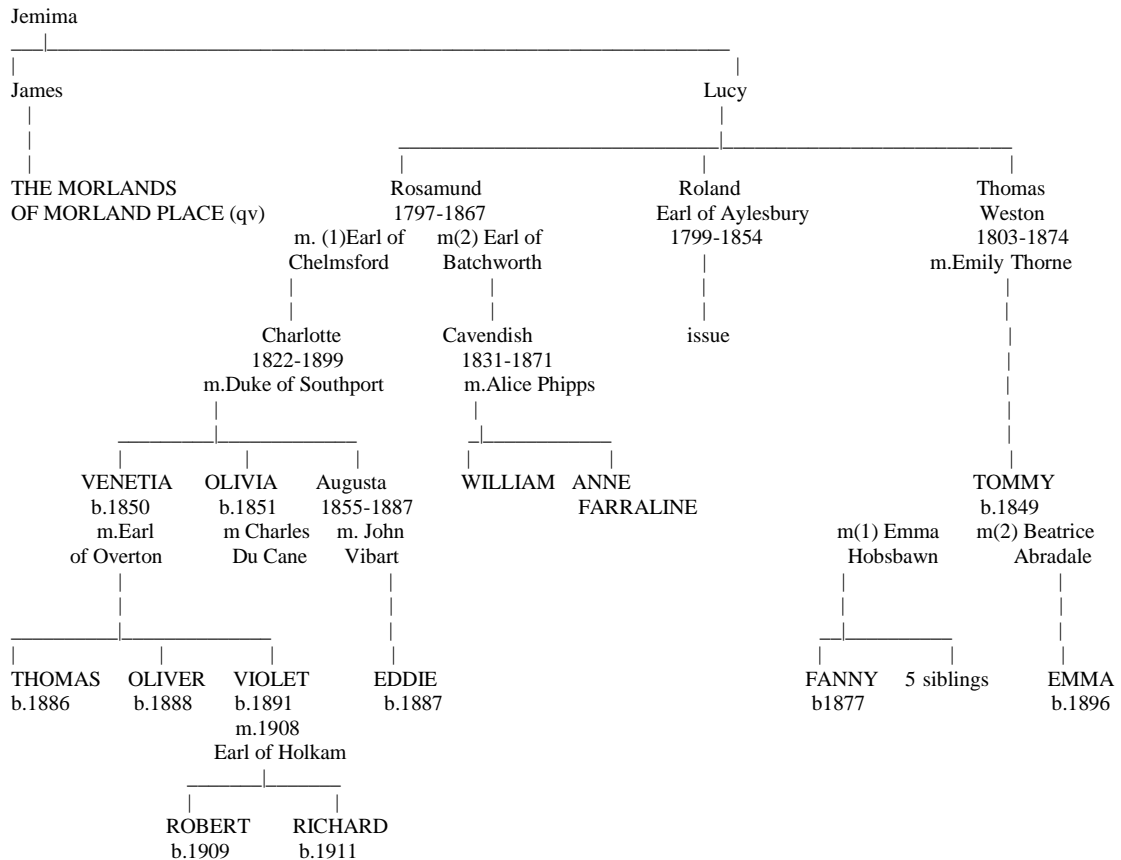 Jemima
James Lucy
THE MORLANDS Rosamund Roland Thomas
OF MORLAND PLACE (qv) 1797-1867 Earl of Aylesbury Weston
m. (1)Earl of m(2) Earl of 1799-1854 1803-1874
Chelmsford Batchworth m.Emily Thorne
Charlotte Cavendish issue
1822-1899 1831-1871
m.Duke of Southport m.Alice Phipps
VENETIA OLIVIA Augusta WILLIAM ANNE TOMMY
b.1850 b.1851 1855-1887 FARRALINE b.1849
m.Earl m Charles m. John m(1) Emma m(2) Beatrice
of Overton Du Cane Vibart Hobsbawn Abradale
THOMAS OLIVER VIOLET EDDIE FANNY 5 siblings EMMA
b.1886 b.1888 b.1891 b.1887 b1877 b.1896
m.1908
Earl of Holkam
ROBERT RICHARD
b.1909 b.1911